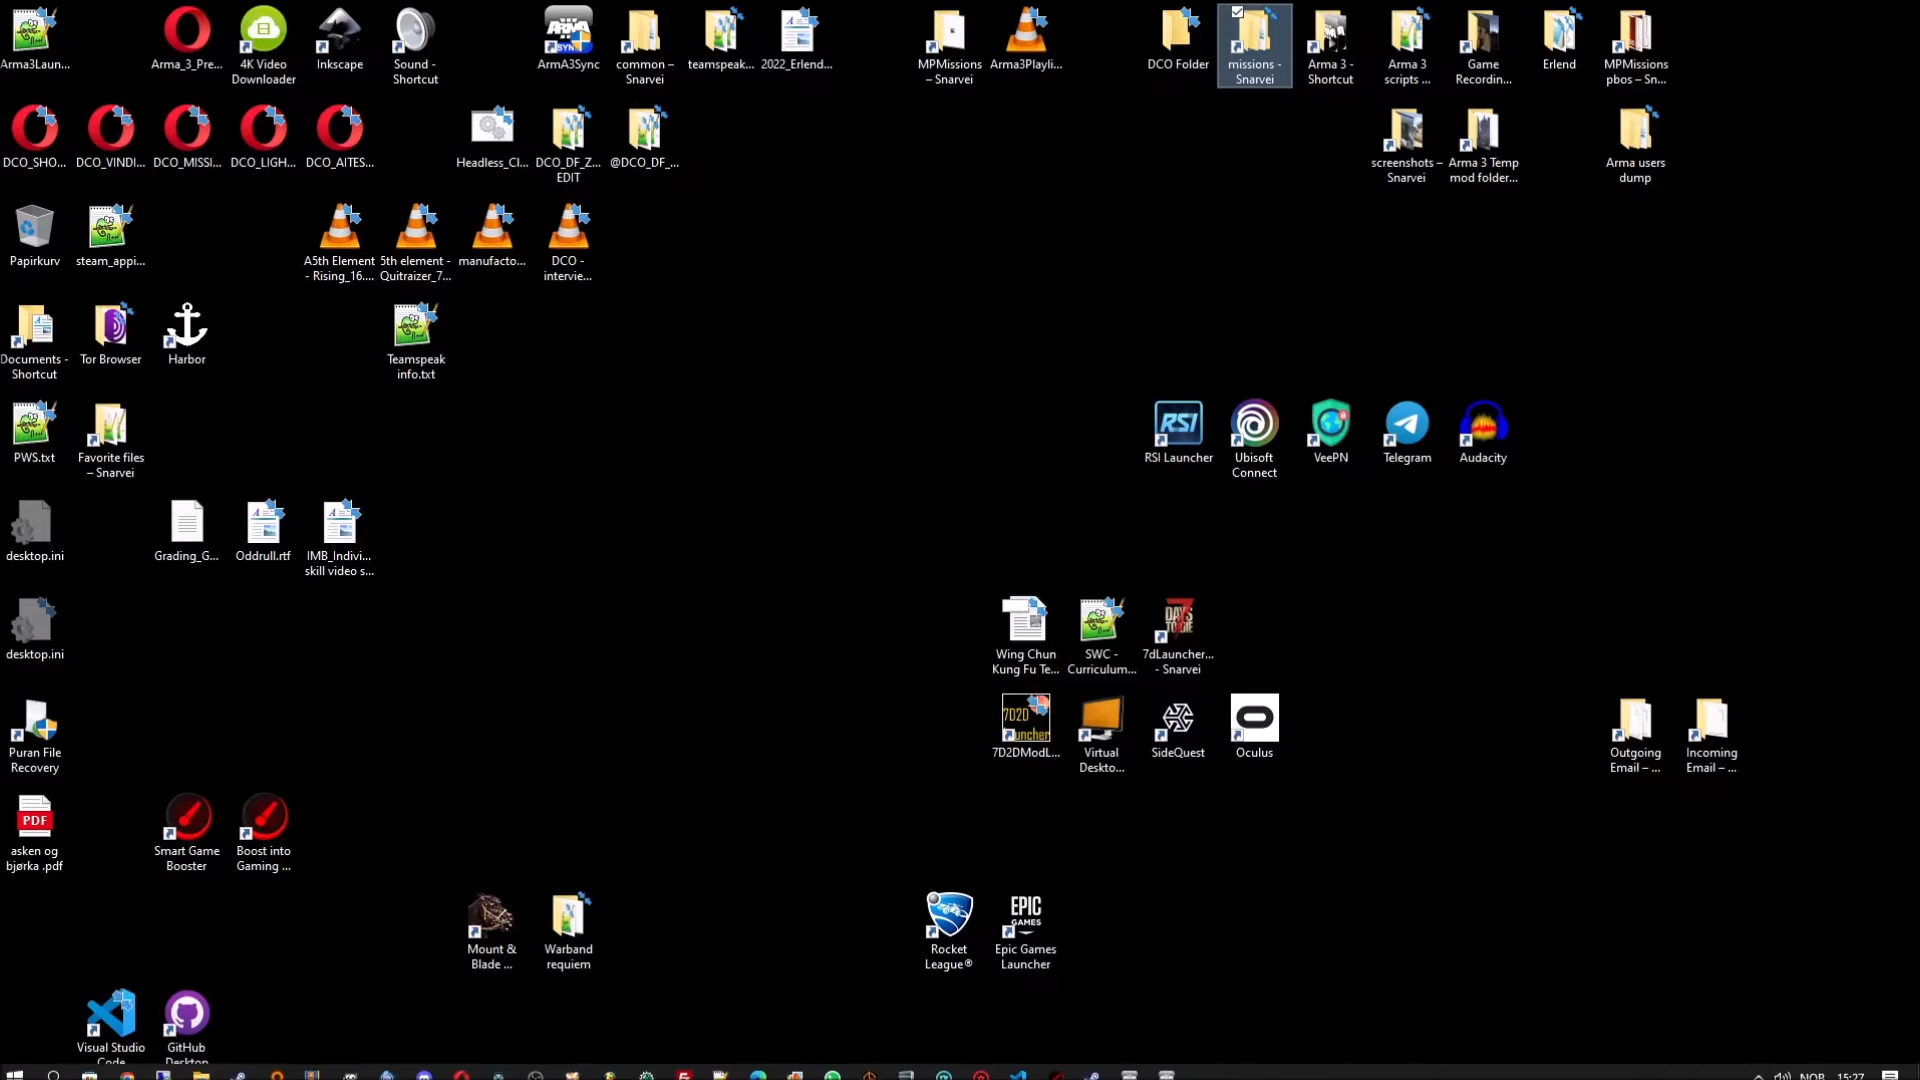 Arma3Laun...
Arma_3_Pre...
4K Video
Downloader
Inkscape
Sound -
Shortcut
ArmA3Sync
common –
Snarvei
teamspeak...
2022_Erlend...
MPMissions
– Snarvei
Arma3Playli...
DCO Folder
missions -
Snarvei
Arma 3 -
Shortcut
Arma 3
scripts ...
Game
Recordin...
Erlend
MPMissions
pbos – Sn...
DCO_SHO...
DCO_VINDI...
DCO_MISSI...
DCO_LIGH...
DCO_AITES...
Headless_Cl...
DCO_DF_Z...
EDIT
@DCO_DF_...
screenshots –
Snarvei
Arma 3 Temp
mod folder...
Arma users
dump
Papirkurv
steam_appi...
A5th Element
- Rising_16....
5th element -
Quitraizer_7...
manufacto...
DCO -
intervie...
Documents -
Shortcut
Tor Browser
Harbor
Teamspeak
info.txt
PWS.txt
Favorite files
– Snarvei
RSI
RSI Launcher
Ubisoft
Connect
VeePN
Telegram
Audacity
desktop.ini
Grading_G...
Oddrull.rtf
IMB_Indivi...
skill video s...
desktop.ini
Wing Chun
Kung Fu Te...
SWC -
Curriculum...
7dLauncher...
- Snarvei
Puran File
Recovery
7D2DModL...
Virtual
Deskto...
SideQuest
Oculus
Outgoing
Email – ...
Incoming
Email – ...
PDF
asken og
bjørka .pdf
Smart Game
Booster
Boost into
Gaming ...
Mount &
Blade ...
Warband
requiem
Rocket
League®
EPIC
GAMES
Epic Games
Launcher
Visual Studio
Code
GitHub
Desktop
NOR
15:27